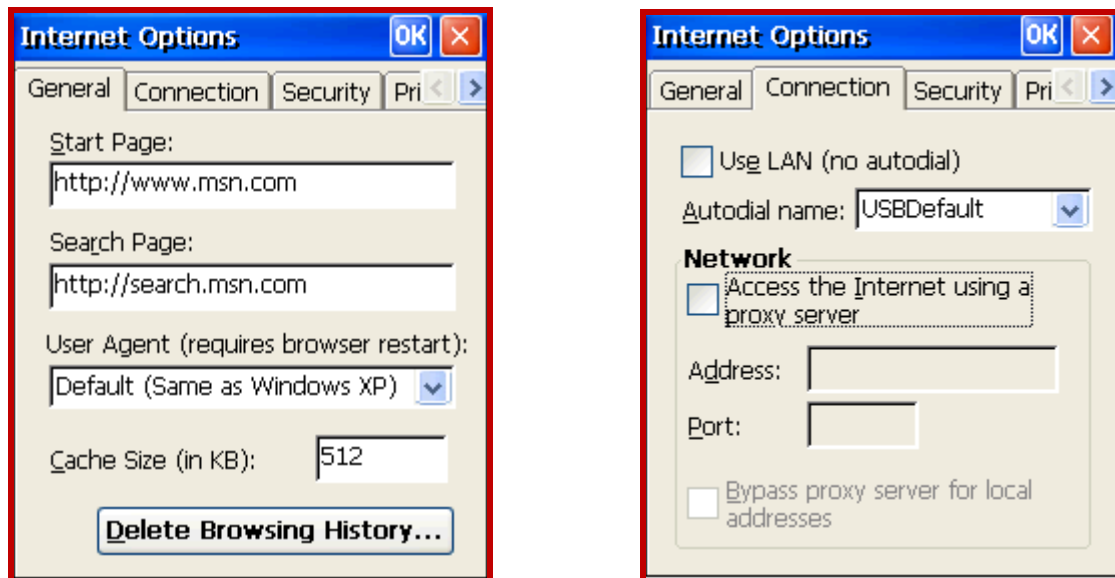 Internet Options OK
General Connection Security Pri
Start Page:
http://www.msn.com
Search Page:
http://search.msn.com
User Agent (requires browser restart):
Default (Same as Windows XP)
Cache Size (in KB): 512
Delete Browsing History...
Internet Options OK
General Connection Security Pri
Use LAN (no autodial)
Autodial name: USBDefault
Network
Access the Internet using a
proxy server
Address:
Port:
Bypass proxy server for local
addresses